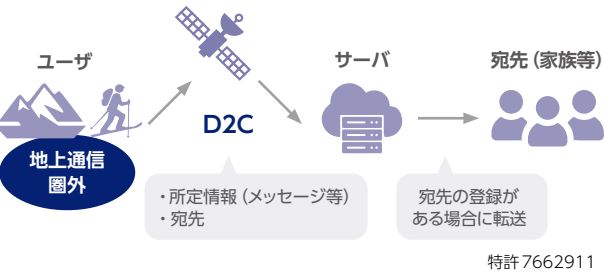 ユーザ
サーバ
宛先（家族等）
D2C
地上通信
圏外
・所定情報（メッセージ等）
・宛先
宛先の登録が
ある場合に転送
特許7662911